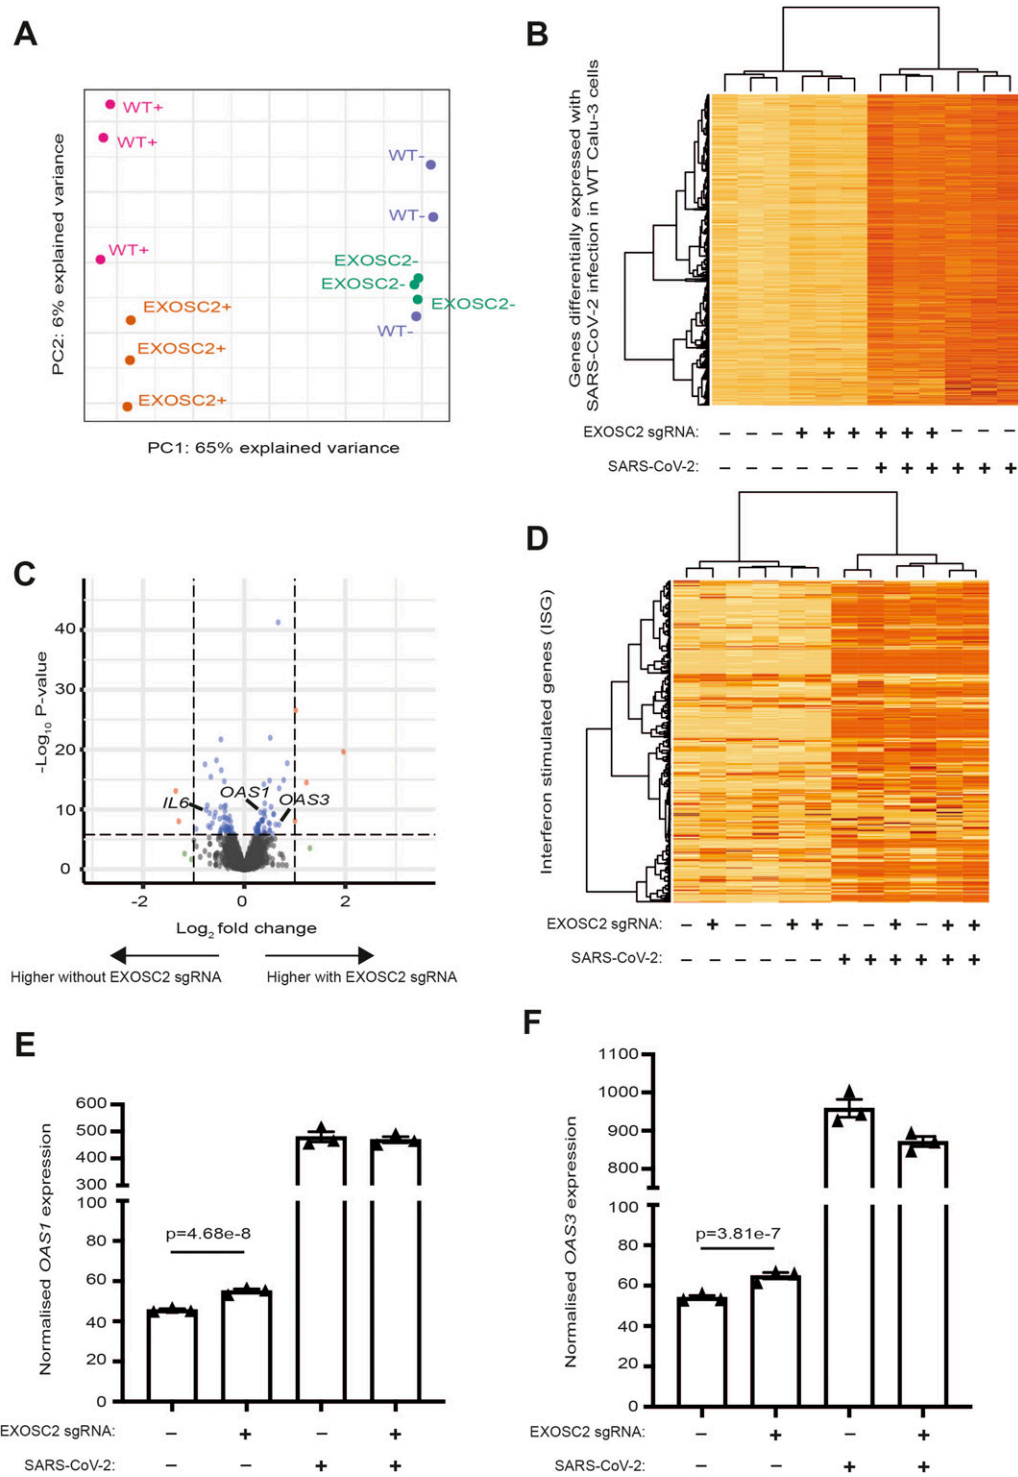 A
WT+
WT+
WT+
EXOSC2+
EXOSC2+
EXOSC2+
WT-
WT-
EXOSC2-
EXOSC2-
EXOSC2-
WT-
PC2: 6% explained variance
PC1: 65% explained variance
B
Genes differentially expressed with
SARS-CoV-2 infection in WT Calu-3 cells
EXOSC2 sgRNA: – – – + + + + + + – – –
SARS-CoV-2: – – – – – – + + + + + +
C
-Log10 P-value
40
30
20
10
0
IL6
OAS1
OAS3
-2 0 2
Log2 fold change
Higher without EXOSC2 sgRNA
Higher with EXOSC2 sgRNA
D
Interferon stimulated genes (ISG)
EXOSC2 sgRNA: – + – – + + – – + – + +
SARS-CoV-2: – – – – – – + + + + + +
E
Normalised OAS1 expression
600
500
400
300
100
80
60
40
20
0
p=4.68e-8
EXOSC2 sgRNA: – + – +
SARS-CoV-2: – – + +
F
Normalised OAS3 expression
1100
1000
900
800
100
80
60
40
20
0
p=3.81e-7
EXOSC2 sgRNA: – + – +
SARS-CoV-2: – – + +